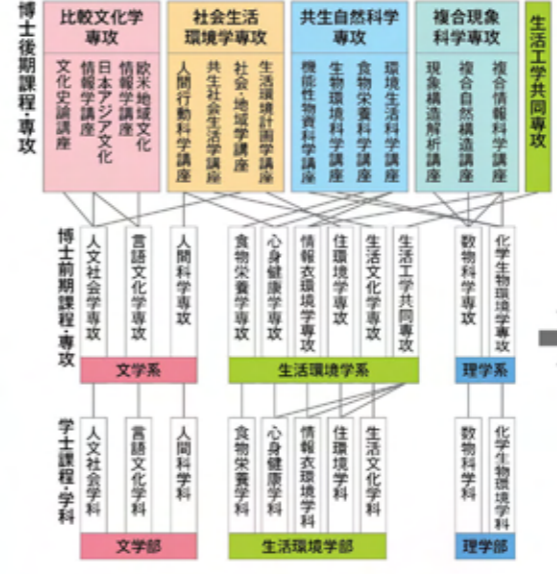 博士後期課程・専攻
比較文化学
専攻
欧米地域文化
情報学講座
日本アジア文化
情報学講座
文化史論講座
社会生活
環境学専攻
生活環境計画学講座
社会・地域学講座
共生社会生活学講座
人間行動科学講座
共生自然科学
専攻
環境生活科学講座
食物栄養科学講座
生物環境科学講座
機能性物質科学講座
複合現象
科学専攻
複合情報科学講座
複合自然構造講座
現象構造解析講座
生活工学共同専攻
博士前期課程・専攻
人文社会学専攻
言語文化学専攻
人間科学専攻
文学系
食物栄養学専攻
心身健康学専攻
情報衣環境学専攻
住環境学専攻
生活文化学専攻
生活工学共同専攻
生活環境学系
数物科学専攻
化学生物環境学専攻
理学系
学士課程・学科
人文社会学科
言語文化学科
人間科学科
文学部
食物栄養学科
心身健康学科
情報衣環境学科
住環境学科
生活文化学科
生活環境学部
数物科学科
化学生物環境学科
理学部